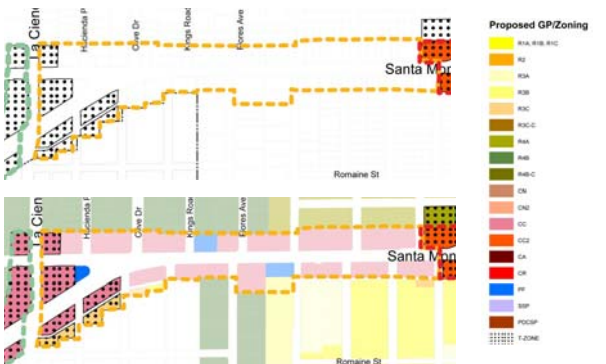 La Cien
Hacienda P
Clive Dr
Kings Road
Flores Ave
Santa Mon
Romaine St
La Cien
Hacienda P
Clive Dr
Kings Road
Flores Ave
Santa Mon
Romaine St
Proposed GP/Zoning
R1A, R1B, R1C
R2
R3A
R3B
R3C
R3C-C
R4A
R4B
R4B-C
CN
CN2
CC
CC2
CA
CR
PF
SSP
PDCSP
T-ZONE